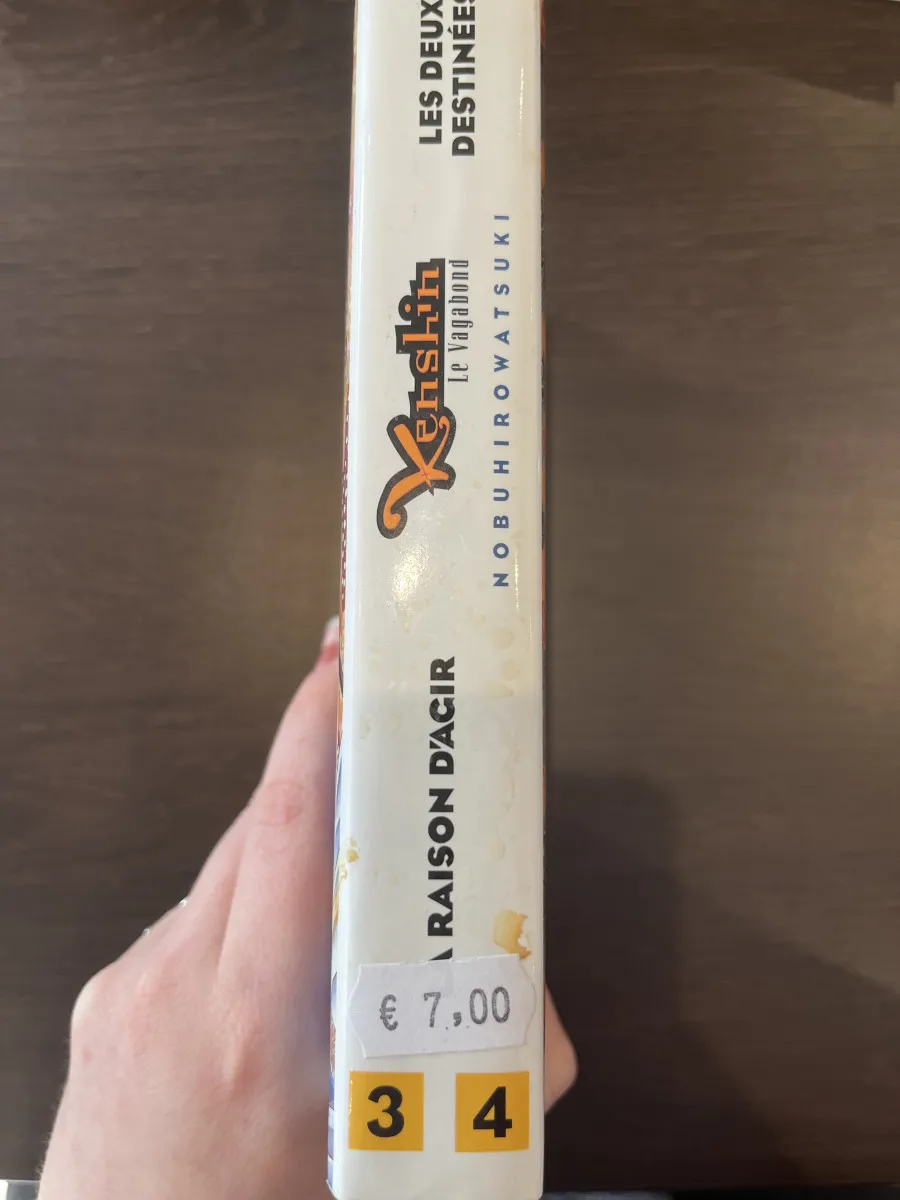 LES DEUX
DESTINÉES
Kenshin
Le Vagabond
NOBUHIROWATSUKI
RAISON D'AGIR
€ 7,00
3 4